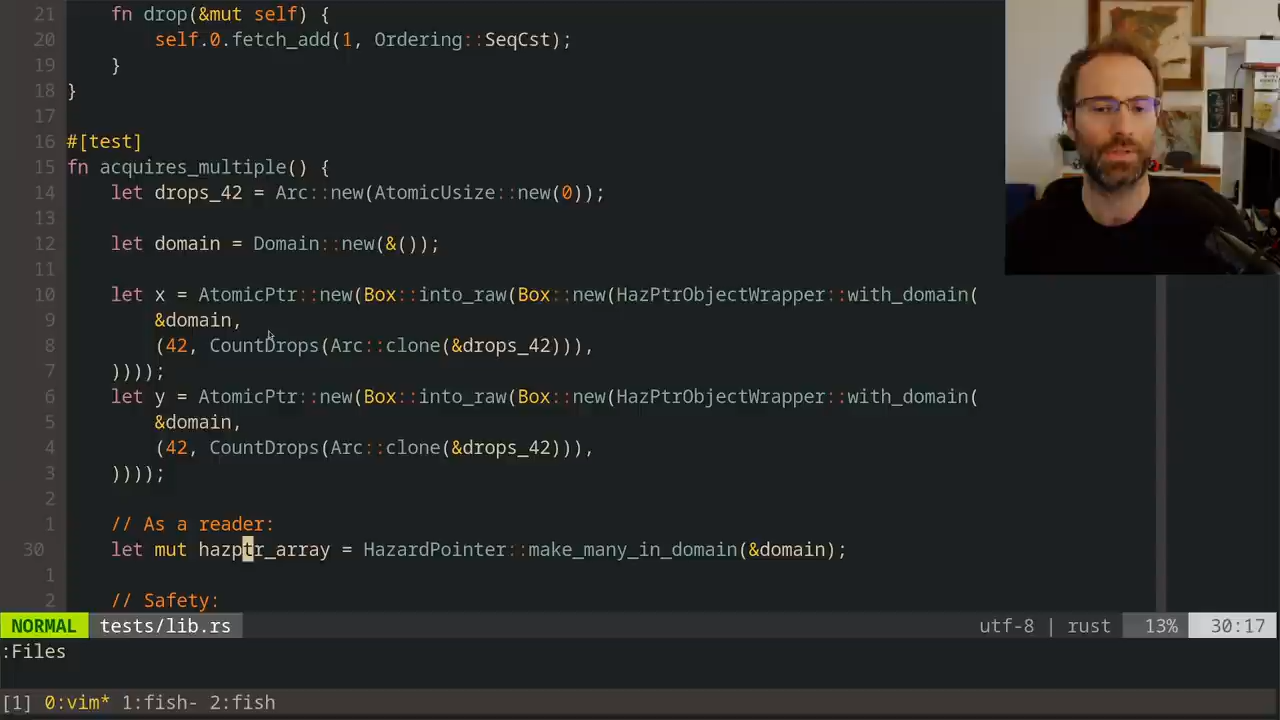 21     fn drop(&mut self) {
20         self.0.fetch_add(1, Ordering::SeqCst);
19     }
18 }
17
16 #[test]
15 fn acquires_multiple() {
14     let drops_42 = Arc::new(AtomicUsize::new(0));
13
12     let domain = Domain::new(&());
11
10     let x = AtomicPtr::new(Box::into_raw(Box::new(HazPtrObjectWrapper::with_domain(
9         &domain,
8         (42, CountDrops(Arc::clone(&drops_42))),
7     ))));
6     let y = AtomicPtr::new(Box::into_raw(Box::new(HazPtrObjectWrapper::with_domain(
5         &domain,
4         (42, CountDrops(Arc::clone(&drops_42))),
3     ))));
2
1     // As a reader:
30     let mut hazptr_array = HazardPointer::make_many_in_domain(&domain);
1
2     // Safety:
NORMAL tests/lib.rs utf-8 | rust 13% 30:17
:Files
[1] 0:vim* 1:fish- 2:fish